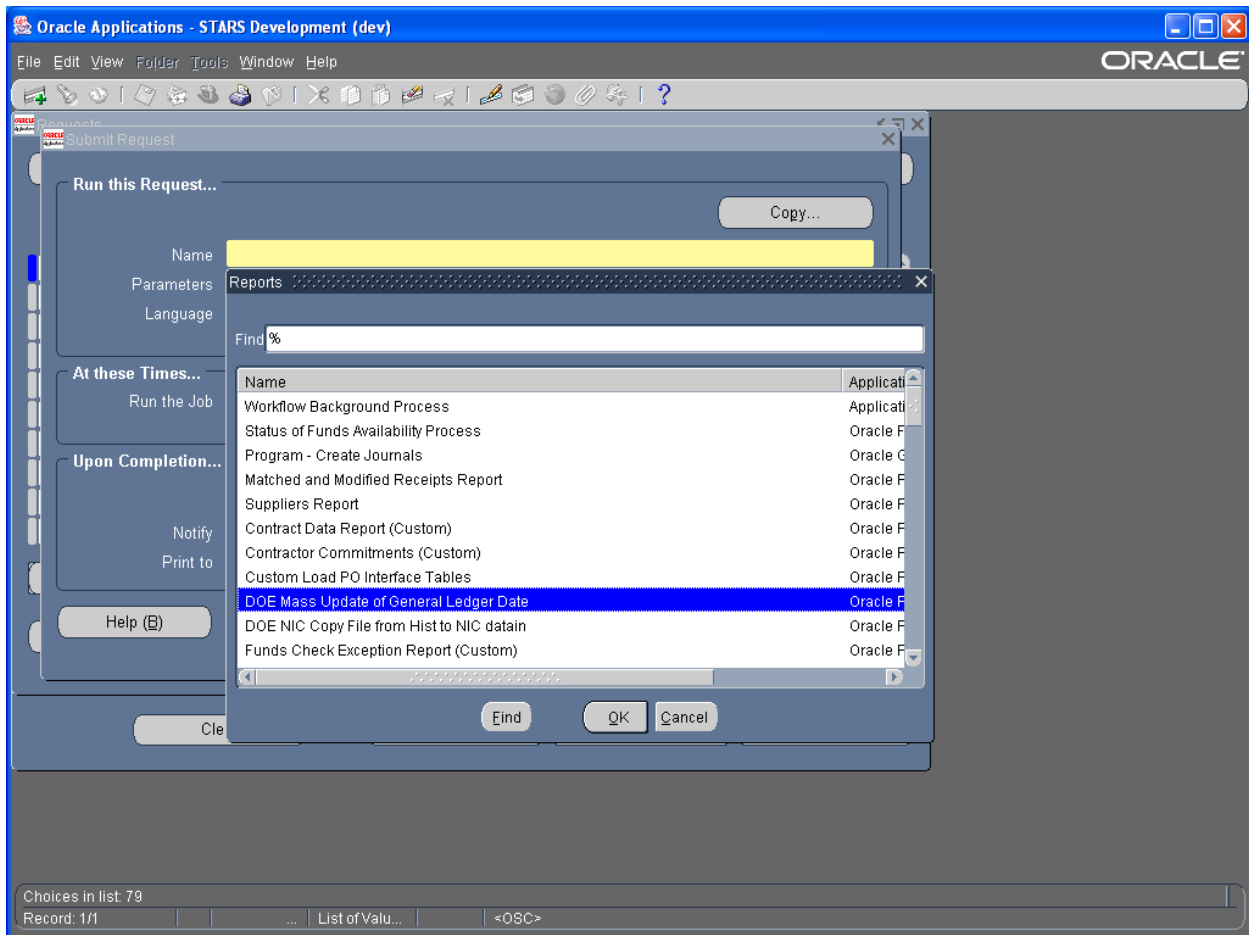 Oracle Applications - STARS Development (dev)
File Edit View Folder Tools Window Help
ORACLE
Requests
Submit Request
Run this Request...
Copy...
Name
Parameters
Language
Reports
Find %
Name Applicati
Workflow Background Process Applicati
Status of Funds Availability Process Oracle F
Program - Create Journals Oracle G
Matched and Modified Receipts Report Oracle F
Suppliers Report Oracle F
Contract Data Report (Custom) Oracle F
Contractor Commitments (Custom) Oracle F
Custom Load PO Interface Tables Oracle F
DOE Mass Update of General Ledger Date Oracle F
DOE NIC Copy File from Hist to NIC datain Oracle F
Funds Check Exception Report (Custom) Oracle F
At these Times...
Run the Job
Upon Completion...
Notify
Print to
Help (B)
Find OK Cancel
Cle
Choices in list: 79
Record: 1/1 ... List of Valu... <OSC>